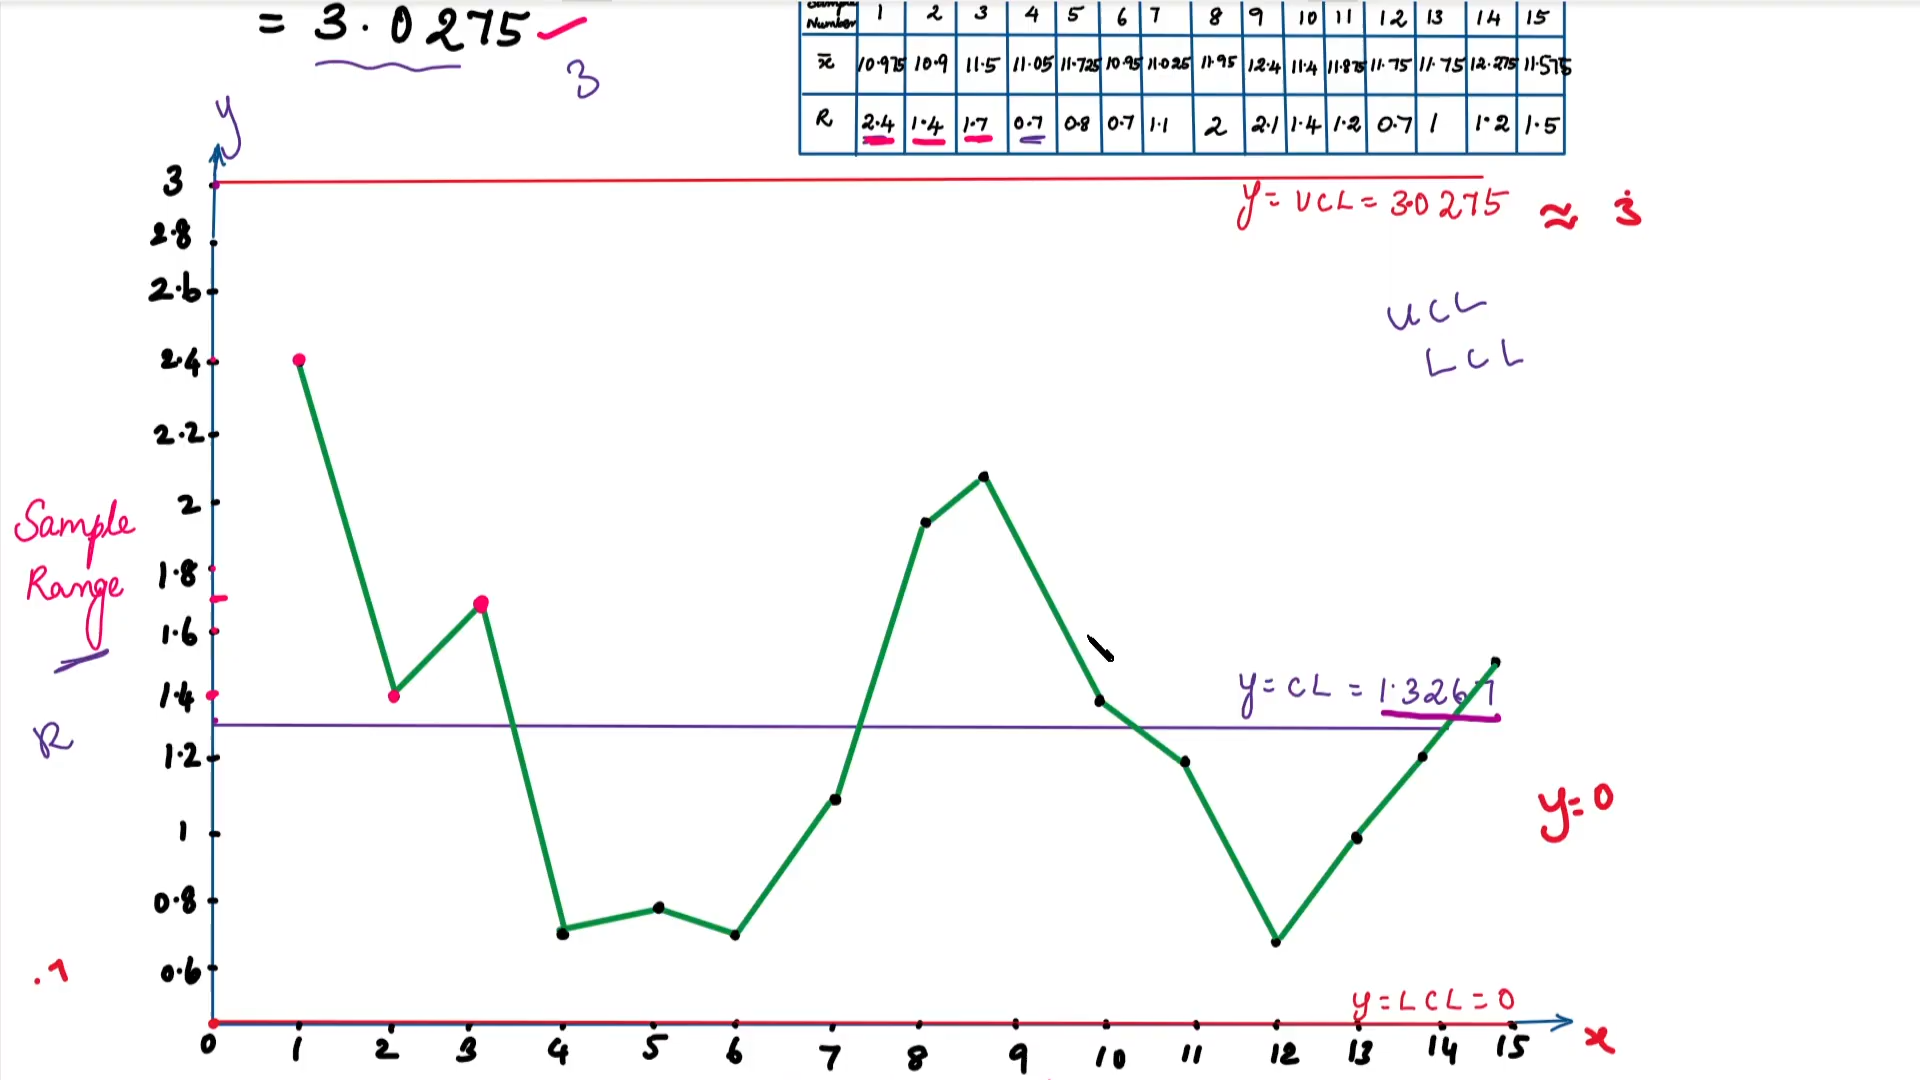 = 3.0275
3
Sample Number 1 2 3 4 5 6 7 8 9 10 11 12 13 14 15
x̄ 10.975 10.9 11.5 11.05 11.725 10.95 11.025 11.95 12.4 11.4 11.875 11.75 11.75 12.275 11.575
R 2.4 1.4 1.7 0.7 0.8 0.7 1.1 2 2.1 1.4 1.2 0.7 1 1.2 1.5
y
3
y = UCL = 3.0275 ≈ 3
2.8
2.6
UCL
LCL
2.4
2.2
2
Sample
Range
1.8
1.6
1.4
y = CL = 1.3267
R
1.2
y = 0
1
0.8
0.6
.1
y = LCL = 0
x
0 1 2 3 4 5 6 7 8 9 10 11 12 13 14 15